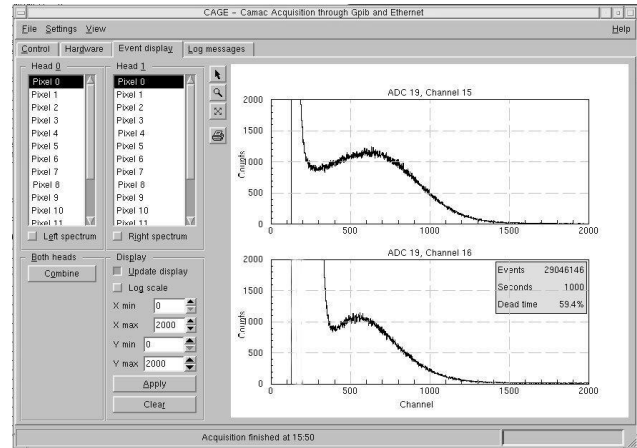 CAGE – Camac Acquisition through Gpib and Ethernet
File Settings View Help
Control Hardware Event display Log messages
Head 0
Pixel 0
Pixel 1
Pixel 2
Pixel 3
Pixel 4
Pixel 5
Pixel 6
Pixel 7
Pixel 8
Pixel 9
Pixel 10
Pixel 11
Left spectrum
Head 1
Pixel 0
Pixel 1
Pixel 2
Pixel 3
Pixel 4
Pixel 5
Pixel 6
Pixel 7
Pixel 8
Pixel 9
Pixel 10
Pixel 11
Right spectrum
Both heads
Combine
Display
Update display
Log scale
X min 0
X max 2000
Y min 0
Y max 2000
Apply
Clear
ADC 19, Channel 15
2000
1500
1000
500
0
Counts
0 500 1000 1500 2000
ADC 19, Channel 16
2000
1500
1000
500
0
Counts
Events 29046146
Seconds 1000
Dead time 59.4%
0 500 1000 1500 2000
Channel
Acquisition finished at 15:50